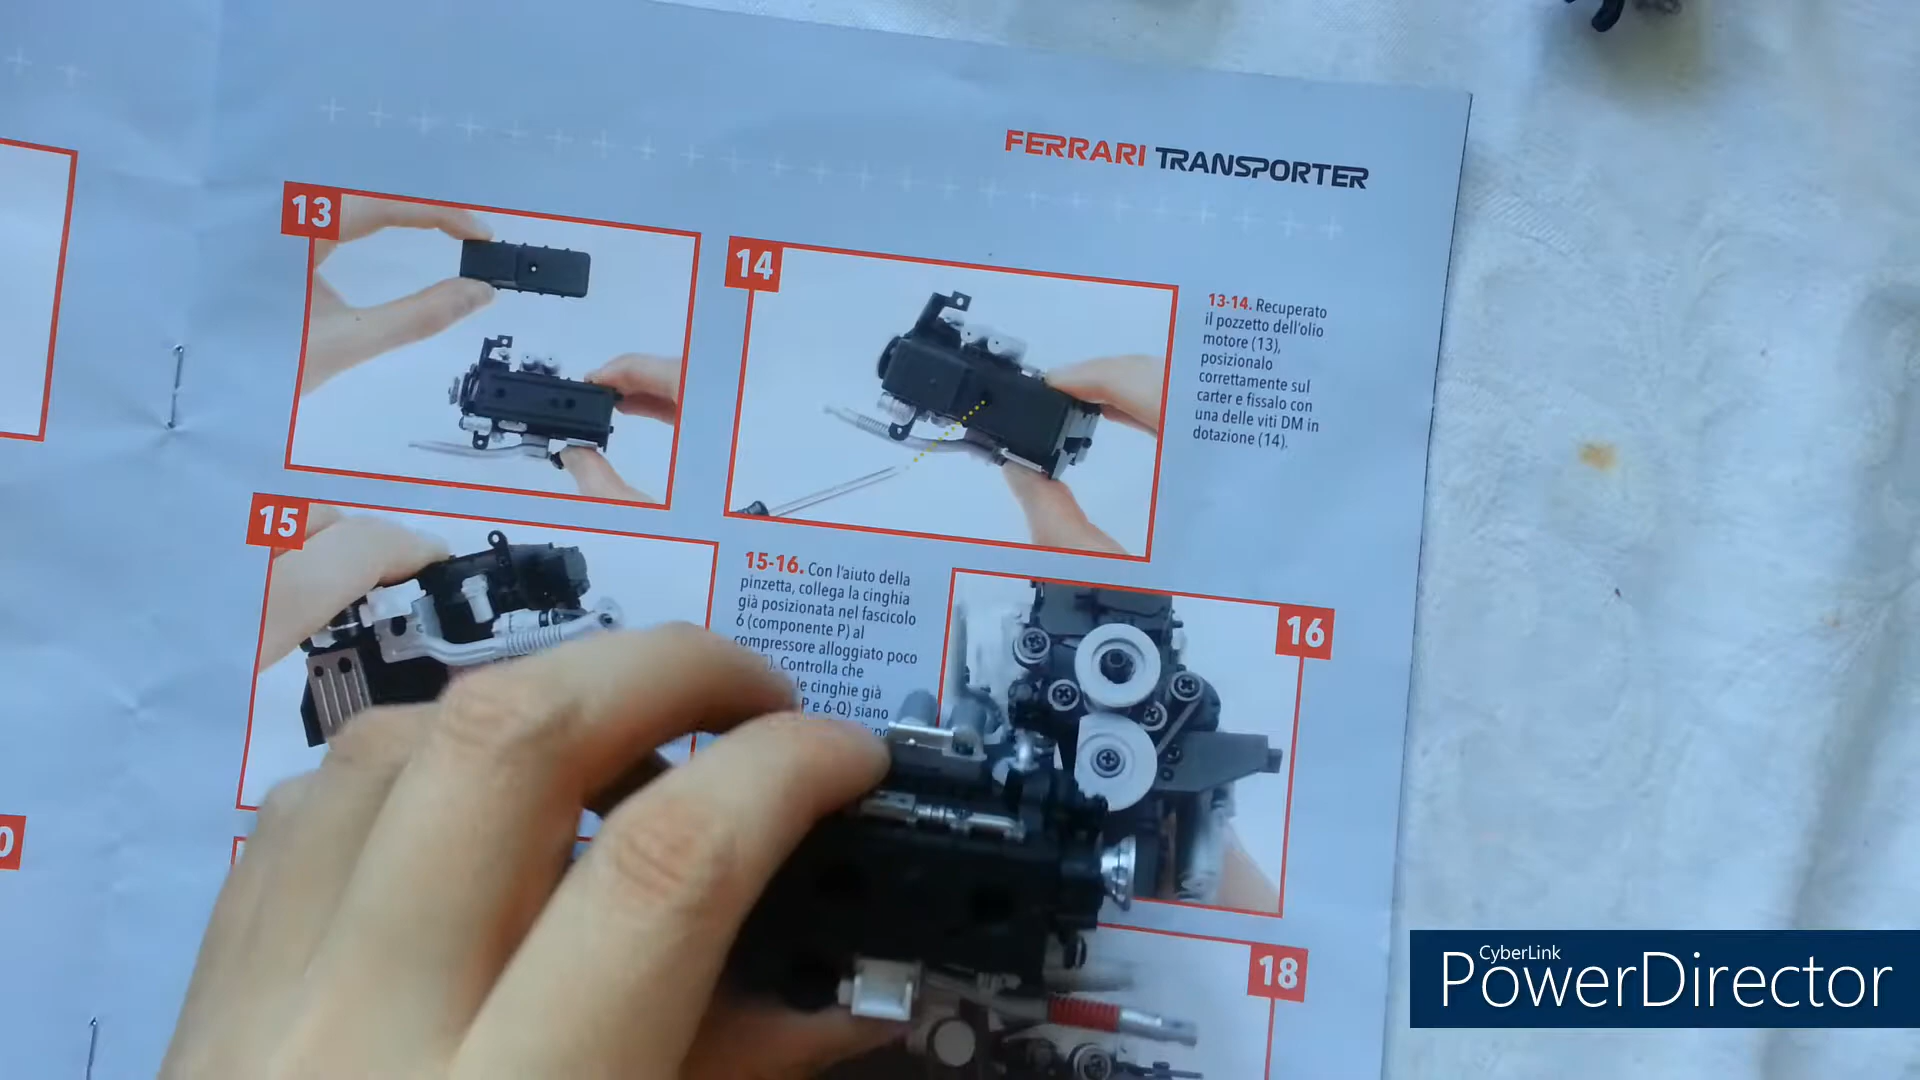 FERRARI TRANSPORTER
13
14
13-14. Recuperato
il pozzetto dell'olio
motore (13),
posizionalo
correttamente sul
carter e fissalo con
una delle viti DM in
dotazione (14).
15
15-16. Con l'aiuto della
pinzetta, collega la cinghia
già posizionata nel fascicolo
6 (componente P) al
compressore alloggiato poco
Controlla che
le cinghie già
P e 6-Q) siano
16
0
18
CyberLink
PowerDirector